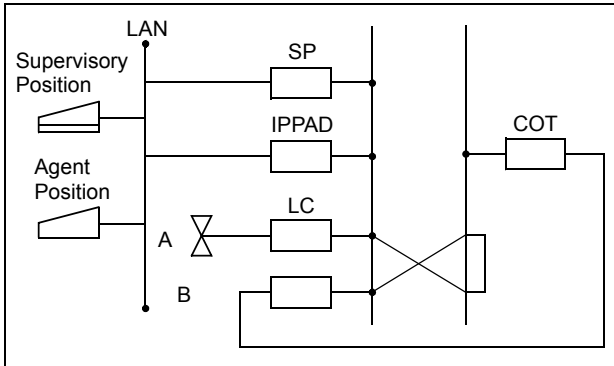 LAN
Supervisory
Position
SP
IPPAD
COT
Agent
Position
LC
A
B